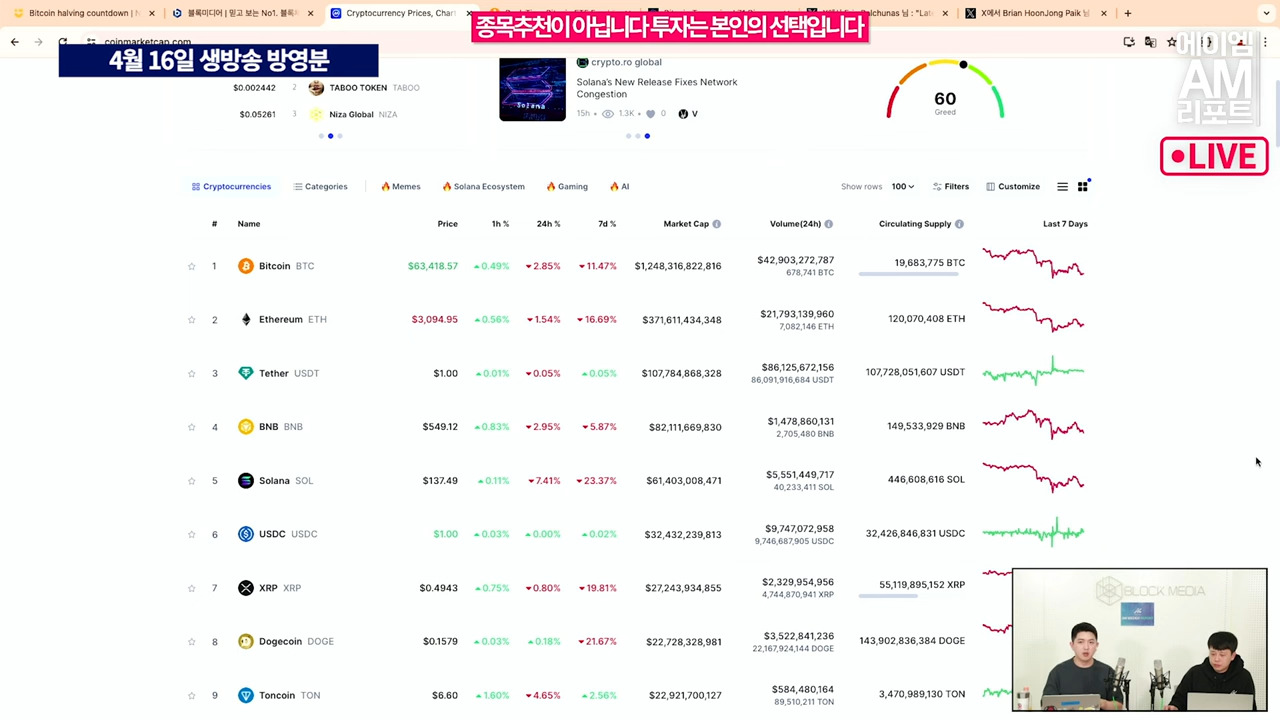 Bitcoin halving countdown | N
블록미디어 | 믿고 보는 No1. 블록
Cryptocurrency Prices, Chart
X에서 Brian HoonJong Paik 님 :
coinmarketcap.com
종목추천이 아닙니다 투자는 본인의 선택입니다
4월 16일 생방송 방영분
에이엠
AM
리포트
LIVE
$0.002442 2 TABOO TOKEN TABOO
$0.05261 3 Niza Global NIZA
crypto.ro global
Solana's New Release Fixes Network
Congestion
15h 1.3K 0 V
Solana
60
Greed
Cryptocurrencies Categories Memes Solana Ecosystem Gaming AI Show rows 100 Filters Customize
# Name Price 1h % 24h % 7d % Market Cap Volume(24h) Circulating Supply Last 7 Days
1 Bitcoin BTC $63,418.57 0.49% 2.85% 11.47% $1,248,316,822,816 $42,903,272,787 19,683,775 BTC
678,741 BTC
2 Ethereum ETH $3,094.95 0.56% 1.54% 16.69% $371,611,434,348 $21,793,139,960 120,070,408 ETH
7,082,146 ETH
3 Tether USDT $1.00 0.01% 0.05% 0.05% $107,784,868,328 $86,125,672,156 107,728,051,607 USDT
86,091,916,684 USDT
4 BNB BNB $549.12 0.83% 2.95% 5.87% $82,111,669,830 $1,478,860,131 149,533,929 BNB
2,705,480 BNB
5 Solana SOL $137.49 0.11% 7.41% 23.37% $61,403,008,471 $5,551,449,717 446,608,616 SOL
40,233,411 SOL
6 USDC USDC $1.00 0.03% 0.00% 0.02% $32,432,239,813 $9,747,072,958 32,426,846,831 USDC
9,746,687,905 USDC
7 XRP XRP $0.4943 0.75% 0.80% 19.81% $27,243,934,855 $2,329,954,956 55,119,895,152 XRP
4,744,870,941 XRP
8 Dogecoin DOGE $0.1579 0.03% 0.18% 21.67% $22,728,328,981 $3,522,841,236 143,902,836,384 DOGE
22,167,924,144 DOGE
9 Toncoin TON $6.60 1.60% 4.65% 2.56% $22,921,700,127 $584,480,164 3,470,989,130 TON
89,510,211 TON
BLOCK MEDIA